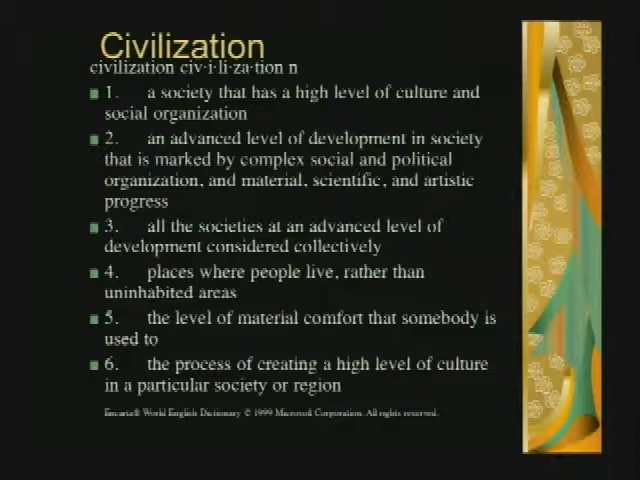 Civilization
civilization civ·i·li·za·tion n
1. a society that has a high level of culture and
social organization
2. an advanced level of development in society
that is marked by complex social and political
organization, and material, scientific, and artistic
progress
3. all the societies at an advanced level of
development considered collectively
4. places where people live, rather than
uninhabited areas
5. the level of material comfort that somebody is
used to
6. the process of creating a high level of culture
in a particular society or region
Encarta® World English Dictionary © 1999 Microsoft Corporation. All rights reserved.